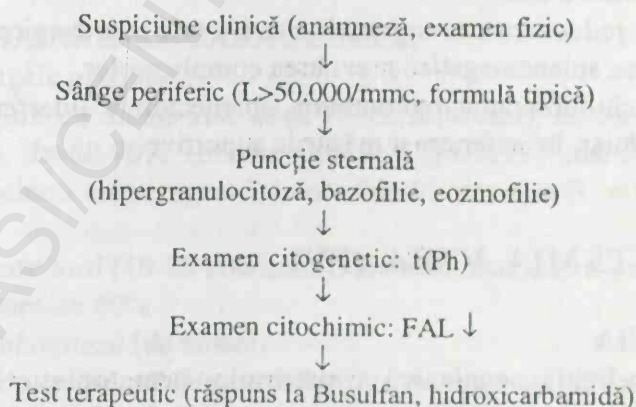 Suspiciune clinică (anamneză, examen fizic)
↓
Sânge periferic (L>50,000/mmc, formulă tipică)
↓
Puncție sternală
(hipergranulocitoză, bazofilie, eozinofilie)
↓
Examen citogenetic: t(Ph)
↓
Examen citochimic: FAL ↓
↓
Test terapeutic (răspuns la Busulfan, hidroxicarbamidă)